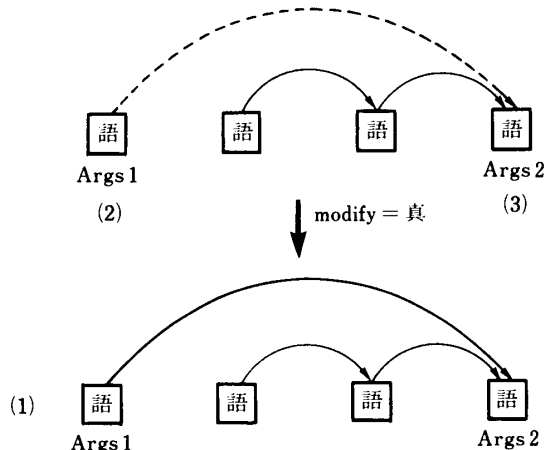 語 語 語 語
Args 1 Args 2
(2) (3)
modify = 真
(1) 語 語 語 語
Args 1 Args 2